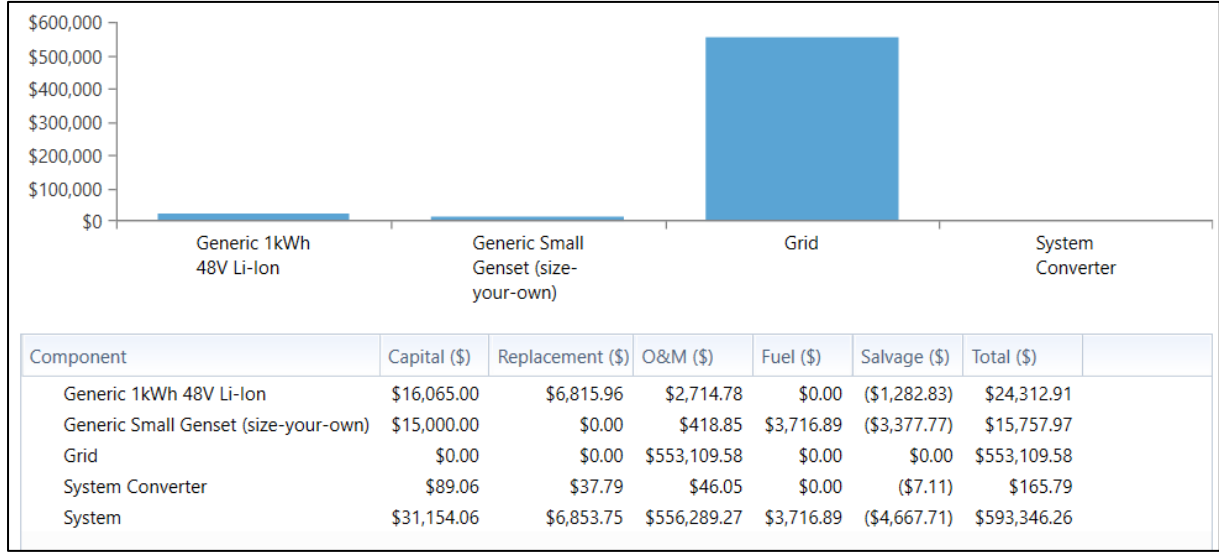 $600,000
$500,000
$400,000
$300,000
$200,000
$100,000
$0
Generic 1kWh
48V Li-Ion
Generic Small
Genset (size-
your-own)
Grid
System
Converter
Component Capital ($) Replacement ($) O&M ($) Fuel ($) Salvage ($) Total ($)
Generic 1kWh 48V Li-Ion $16,065.00 $6,815.96 $2,714.78 $0.00 ($1,282.83) $24,312.91
Generic Small Genset (size-your-own) $15,000.00 $0.00 $418.85 $3,716.89 ($3,377.77) $15,757.97
Grid $0.00 $0.00 $553,109.58 $0.00 $0.00 $553,109.58
System Converter $89.06 $37.79 $46.05 $0.00 ($7.11) $165.79
System $31,154.06 $6,853.75 $556,289.27 $3,716.89 ($4,667.71) $593,346.26